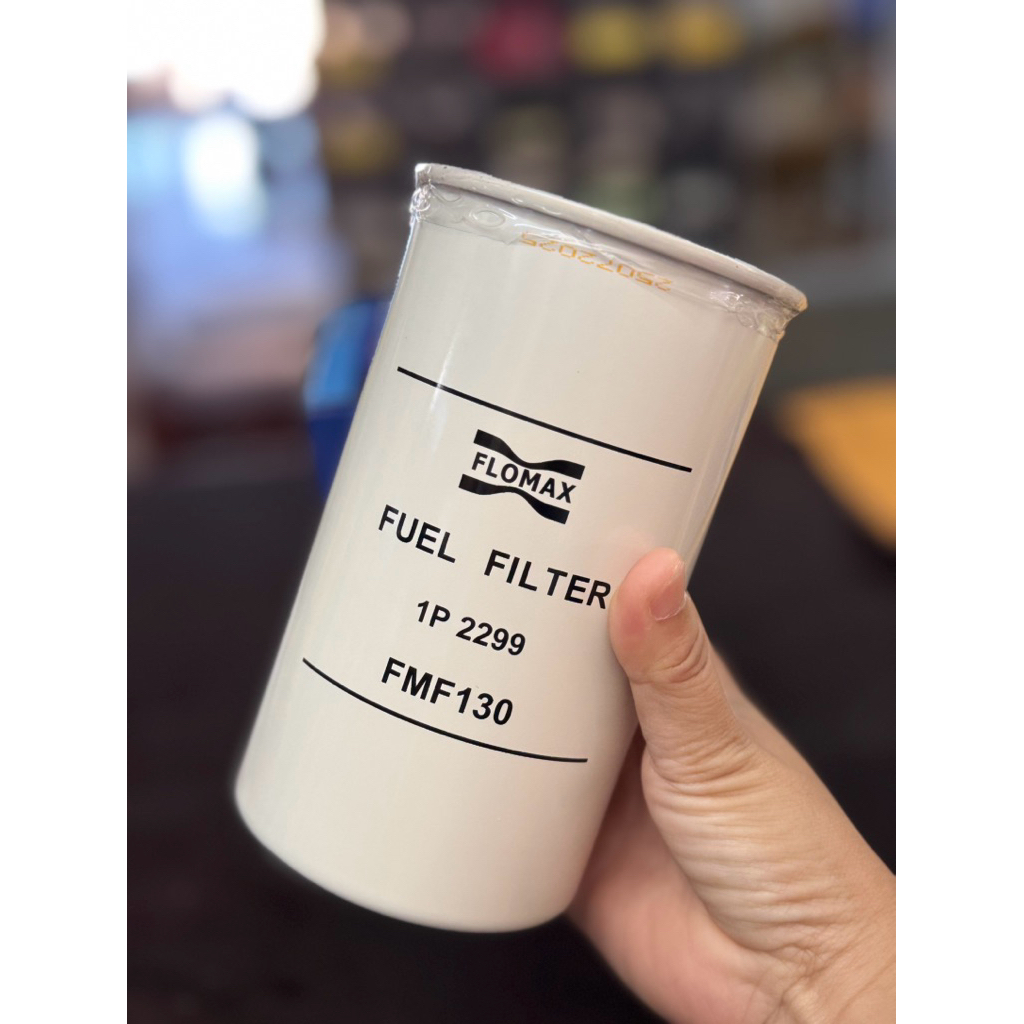 25072025
FLOMAX
FUEL FILTER
1P 2299
FMF130